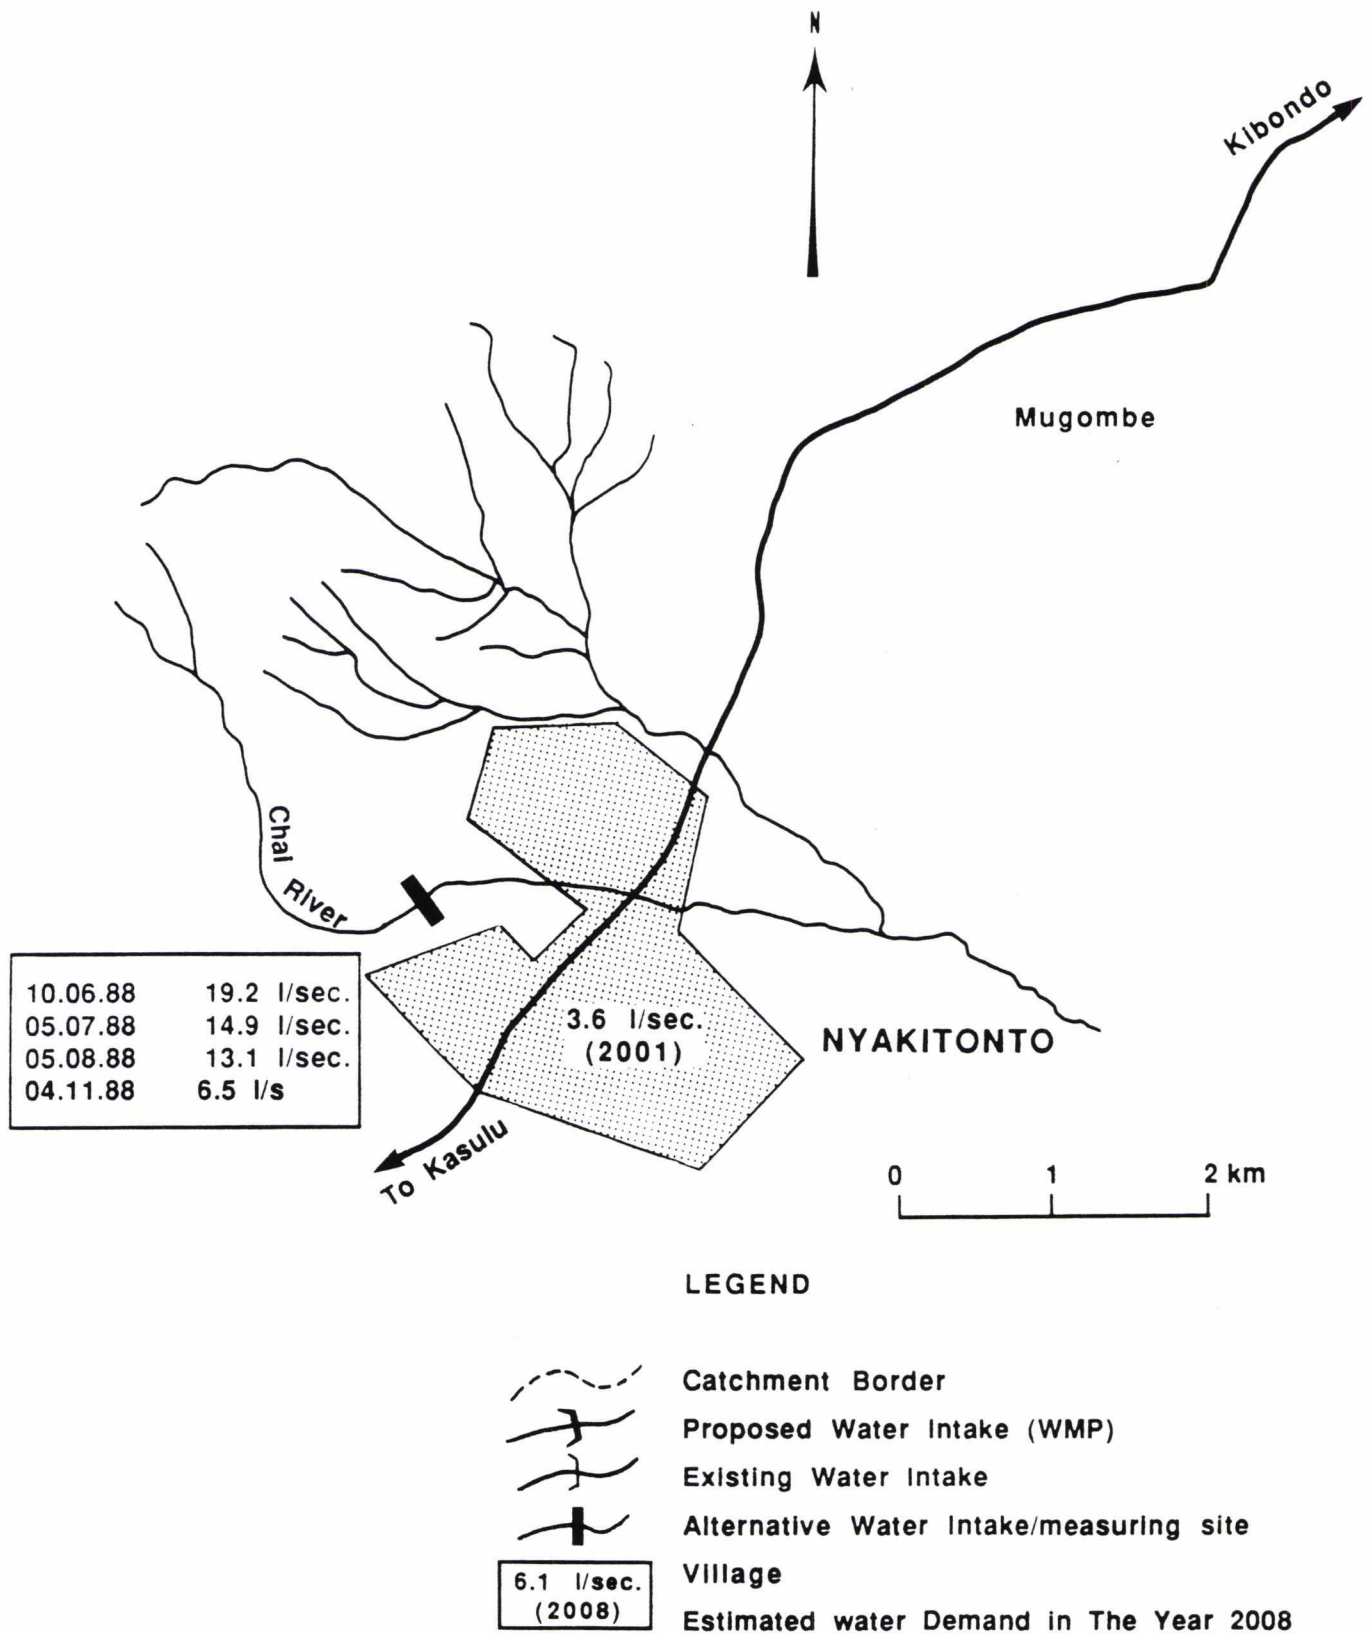 N
Kibondo
Mugombe
Chai
River
10.06.88 19.2 l/sec.
05.07.88 14.9 l/sec.
05.08.88 13.1 l/sec.
04.11.88 6.5 l/s
3.6 l/sec.
(2001)
NYAKITONTO
To Kasulu
0 1 2 km
LEGEND
Catchment Border
Proposed Water Intake (WMP)
Existing Water Intake
Alternative Water Intake/measuring site
6.1 l/sec.
(2008)
Village
Estimated water Demand in The Year 2008